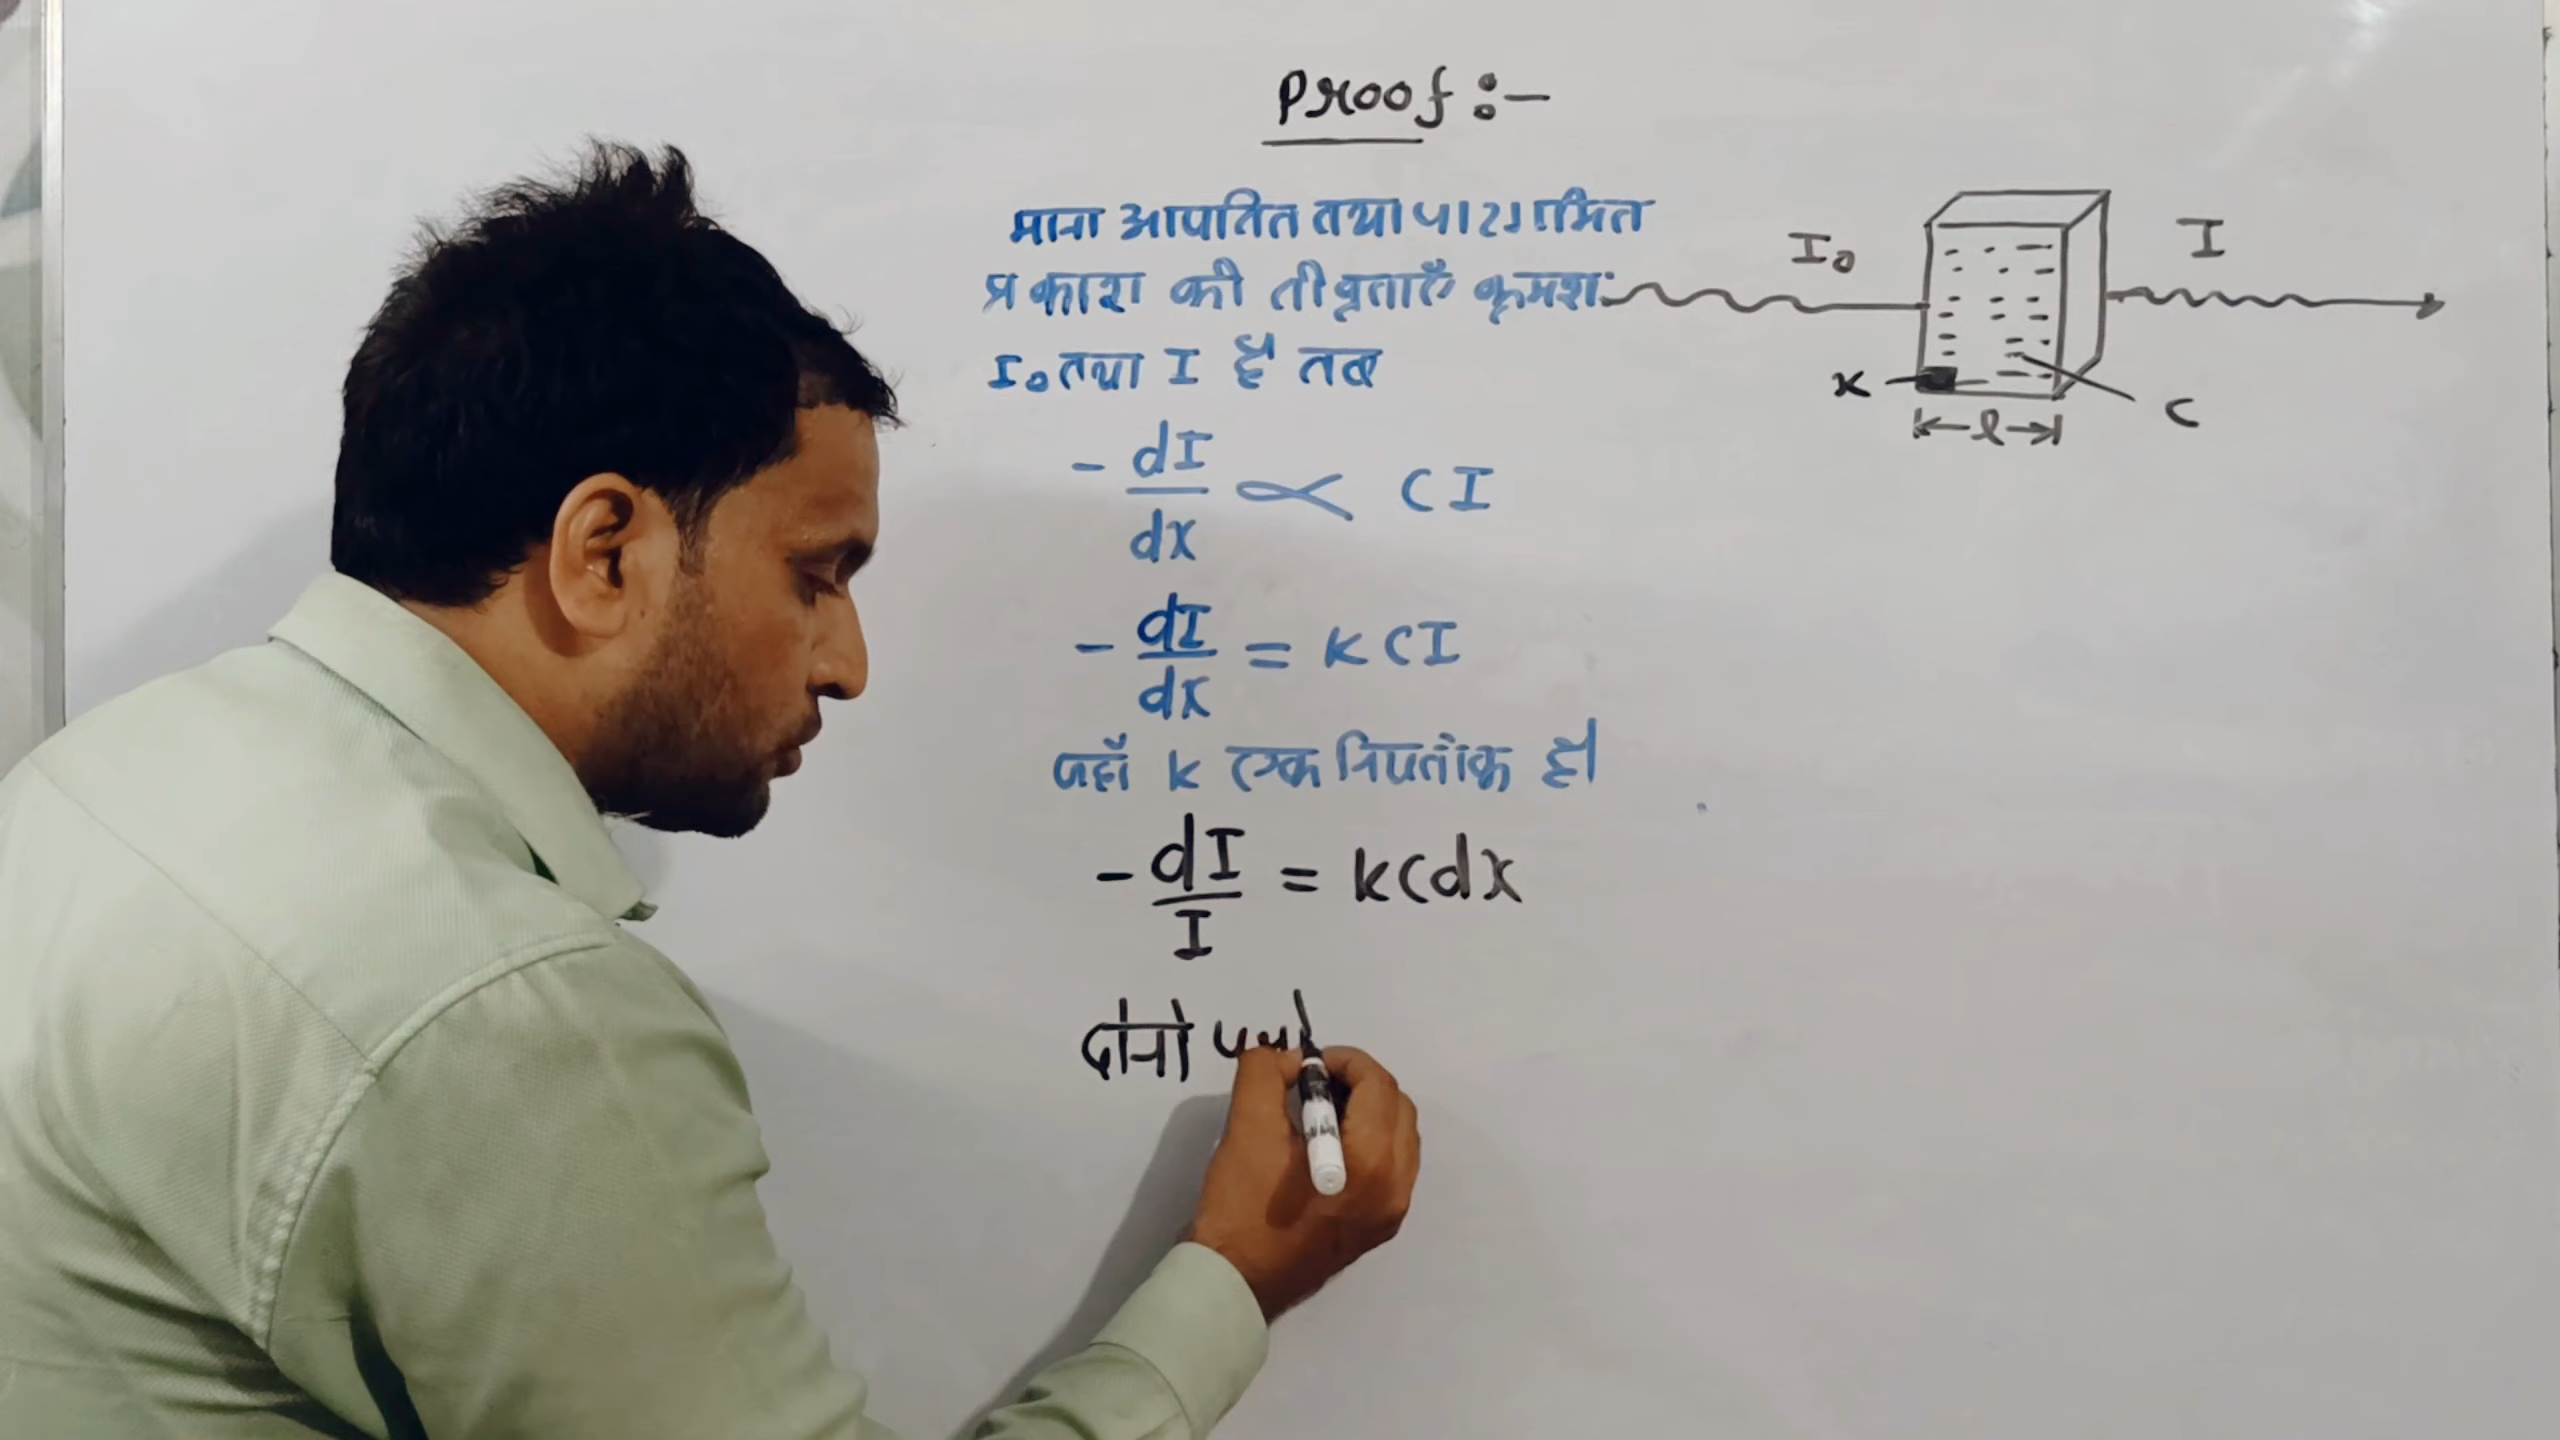 Proof :-
माना आपतित तथा पारगमित
प्रकाश की तीव्रताएँ क्रमशः
I₀ तथा I है तब
- dI/dx ∝ CI
- dI/dx = KCI
जहाँ K एक नियतांक है।
- dI/I = KCdx
दोनो
I₀
I
x
l
C